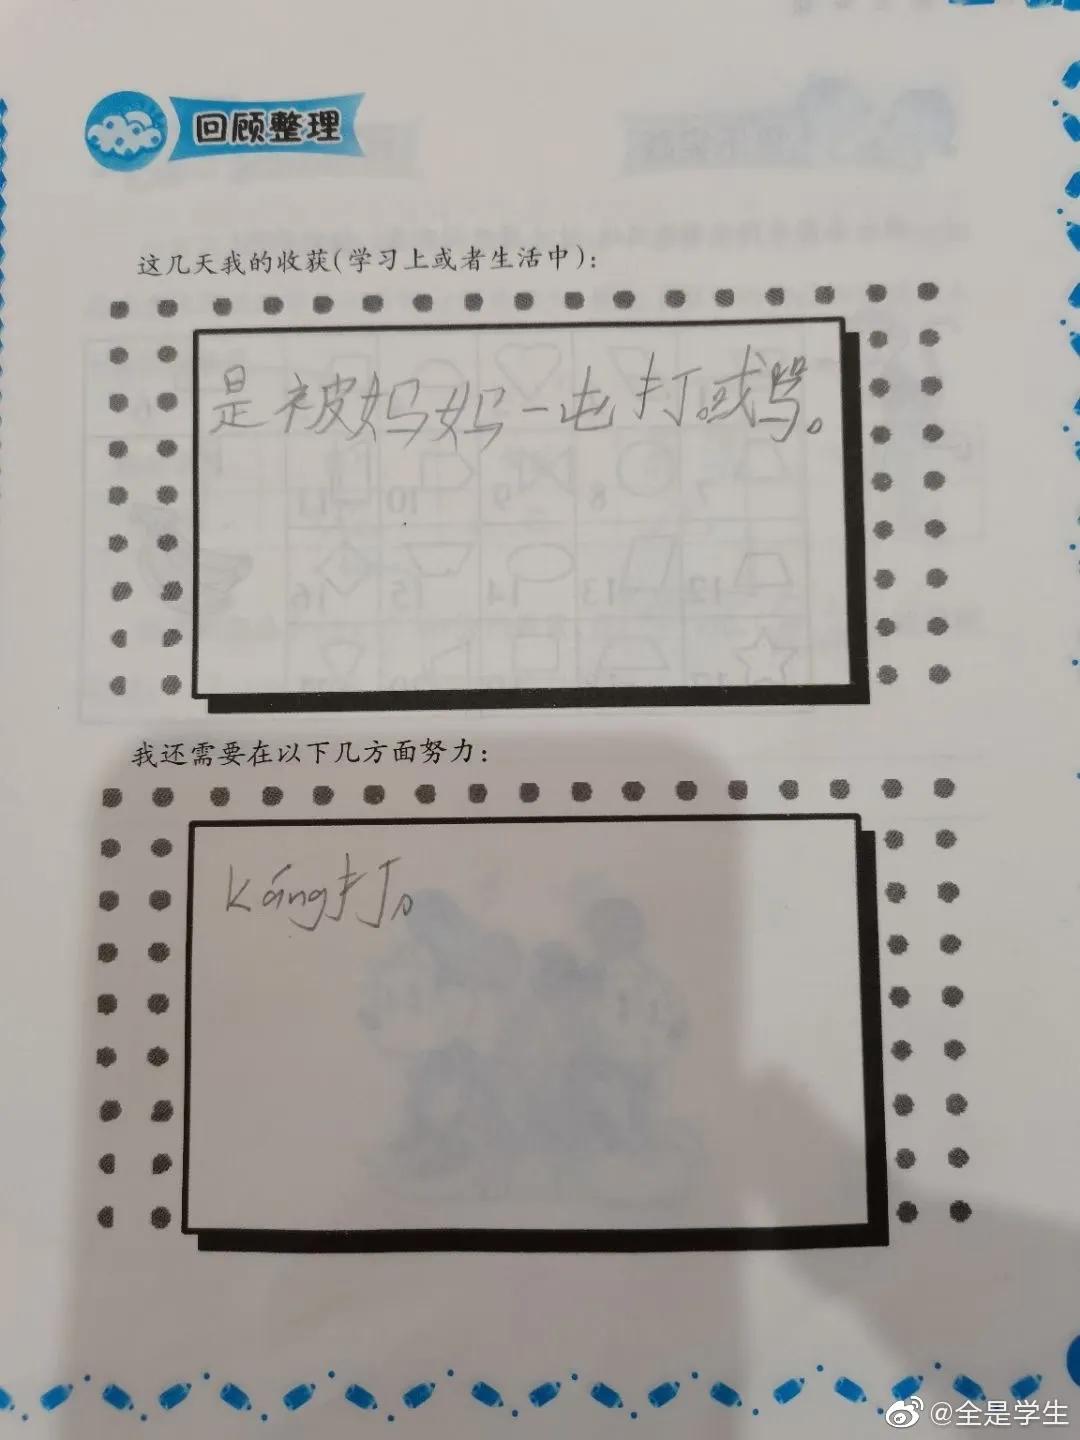 回顾整理
这几天我的收获(学习上或者生活中)：
是被妈妈一屯打。或骂。
我还需要在以下几方面努力：
káng打。
@全是学生